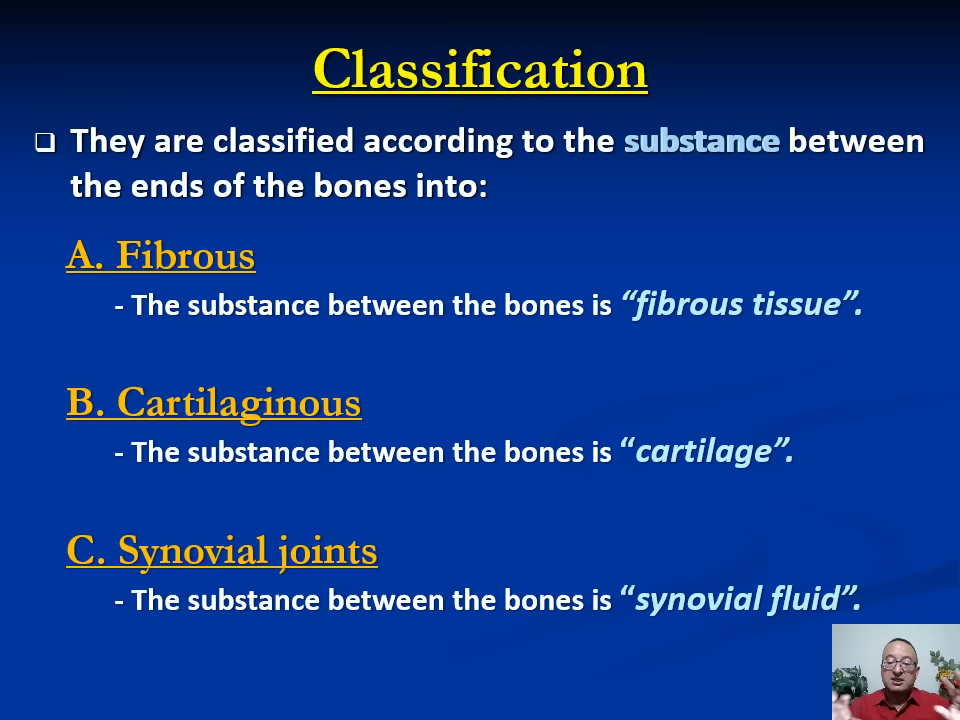 Classification
They are classified according to the substance between
the ends of the bones into:
A. Fibrous
- The substance between the bones is “fibrous tissue”.
B. Cartilaginous
- The substance between the bones is “cartilage”.
C. Synovial joints
- The substance between the bones is “synovial fluid”.